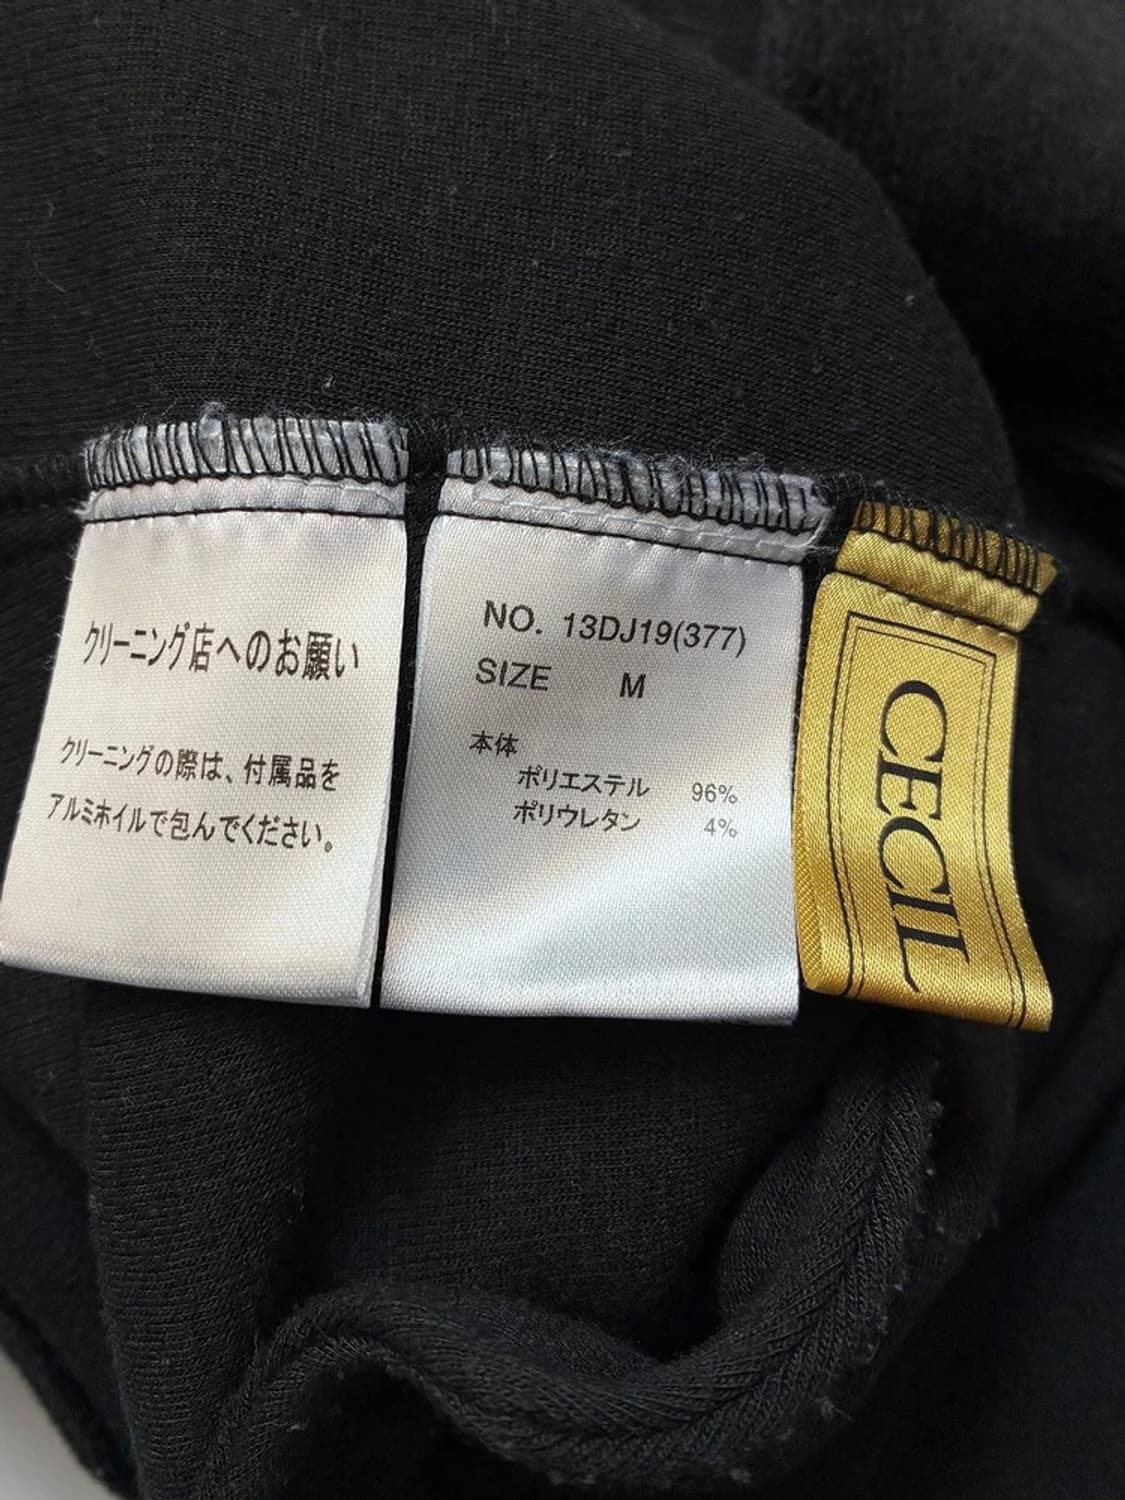 クリーニング店へのお願い
クリーニングの際は、付属品を
アルミホイルで包んでください。
NO. 13DJ19(377)
SIZE M
本体
ポリエステル 96%
ポリウレタン 4%
CECIL